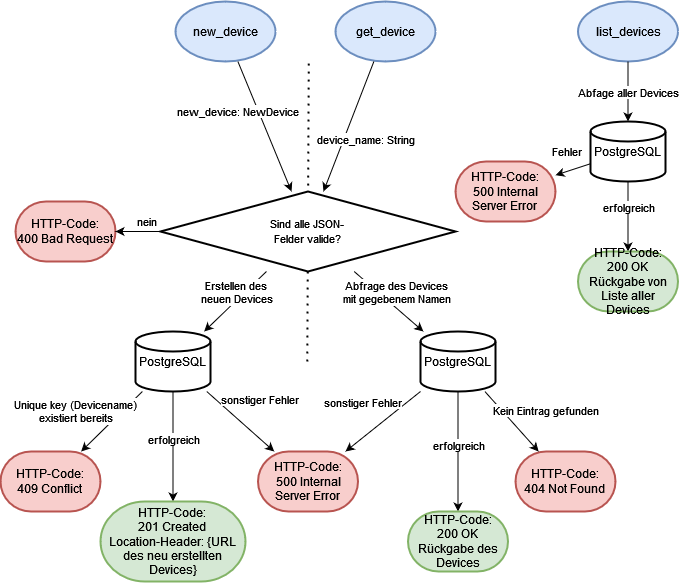 new_device
get_device
list_devices
new_device: NewDevice
device_name: String
Abfage aller Devices
PostgreSQL
Fehler
HTTP-Code:
500 Internal
Server Error
erfolgreich
HTTP-Code:
200 OK
Rückgabe von
Liste aller
Devices
Sind alle JSON-
Felder valide?
nein
HTTP-Code:
400 Bad Request
Erstellen des
neuen Devices
Abfrage des Devices
mit gegebenem Namen
PostgreSQL
PostgreSQL
Unique key (Devicename)
existiert bereits
erfolgreich
sonstiger Fehler
sonstiger Fehler
erfolgreich
Kein Eintrag gefunden
HTTP-Code:
409 Conflict
HTTP-Code:
201 Created
Location-Header: {URL
des neu erstellten
Devices}
HTTP-Code:
500 Internal
Server Error
HTTP-Code:
200 OK
Rückgabe des
Devices
HTTP-Code:
404 Not Found